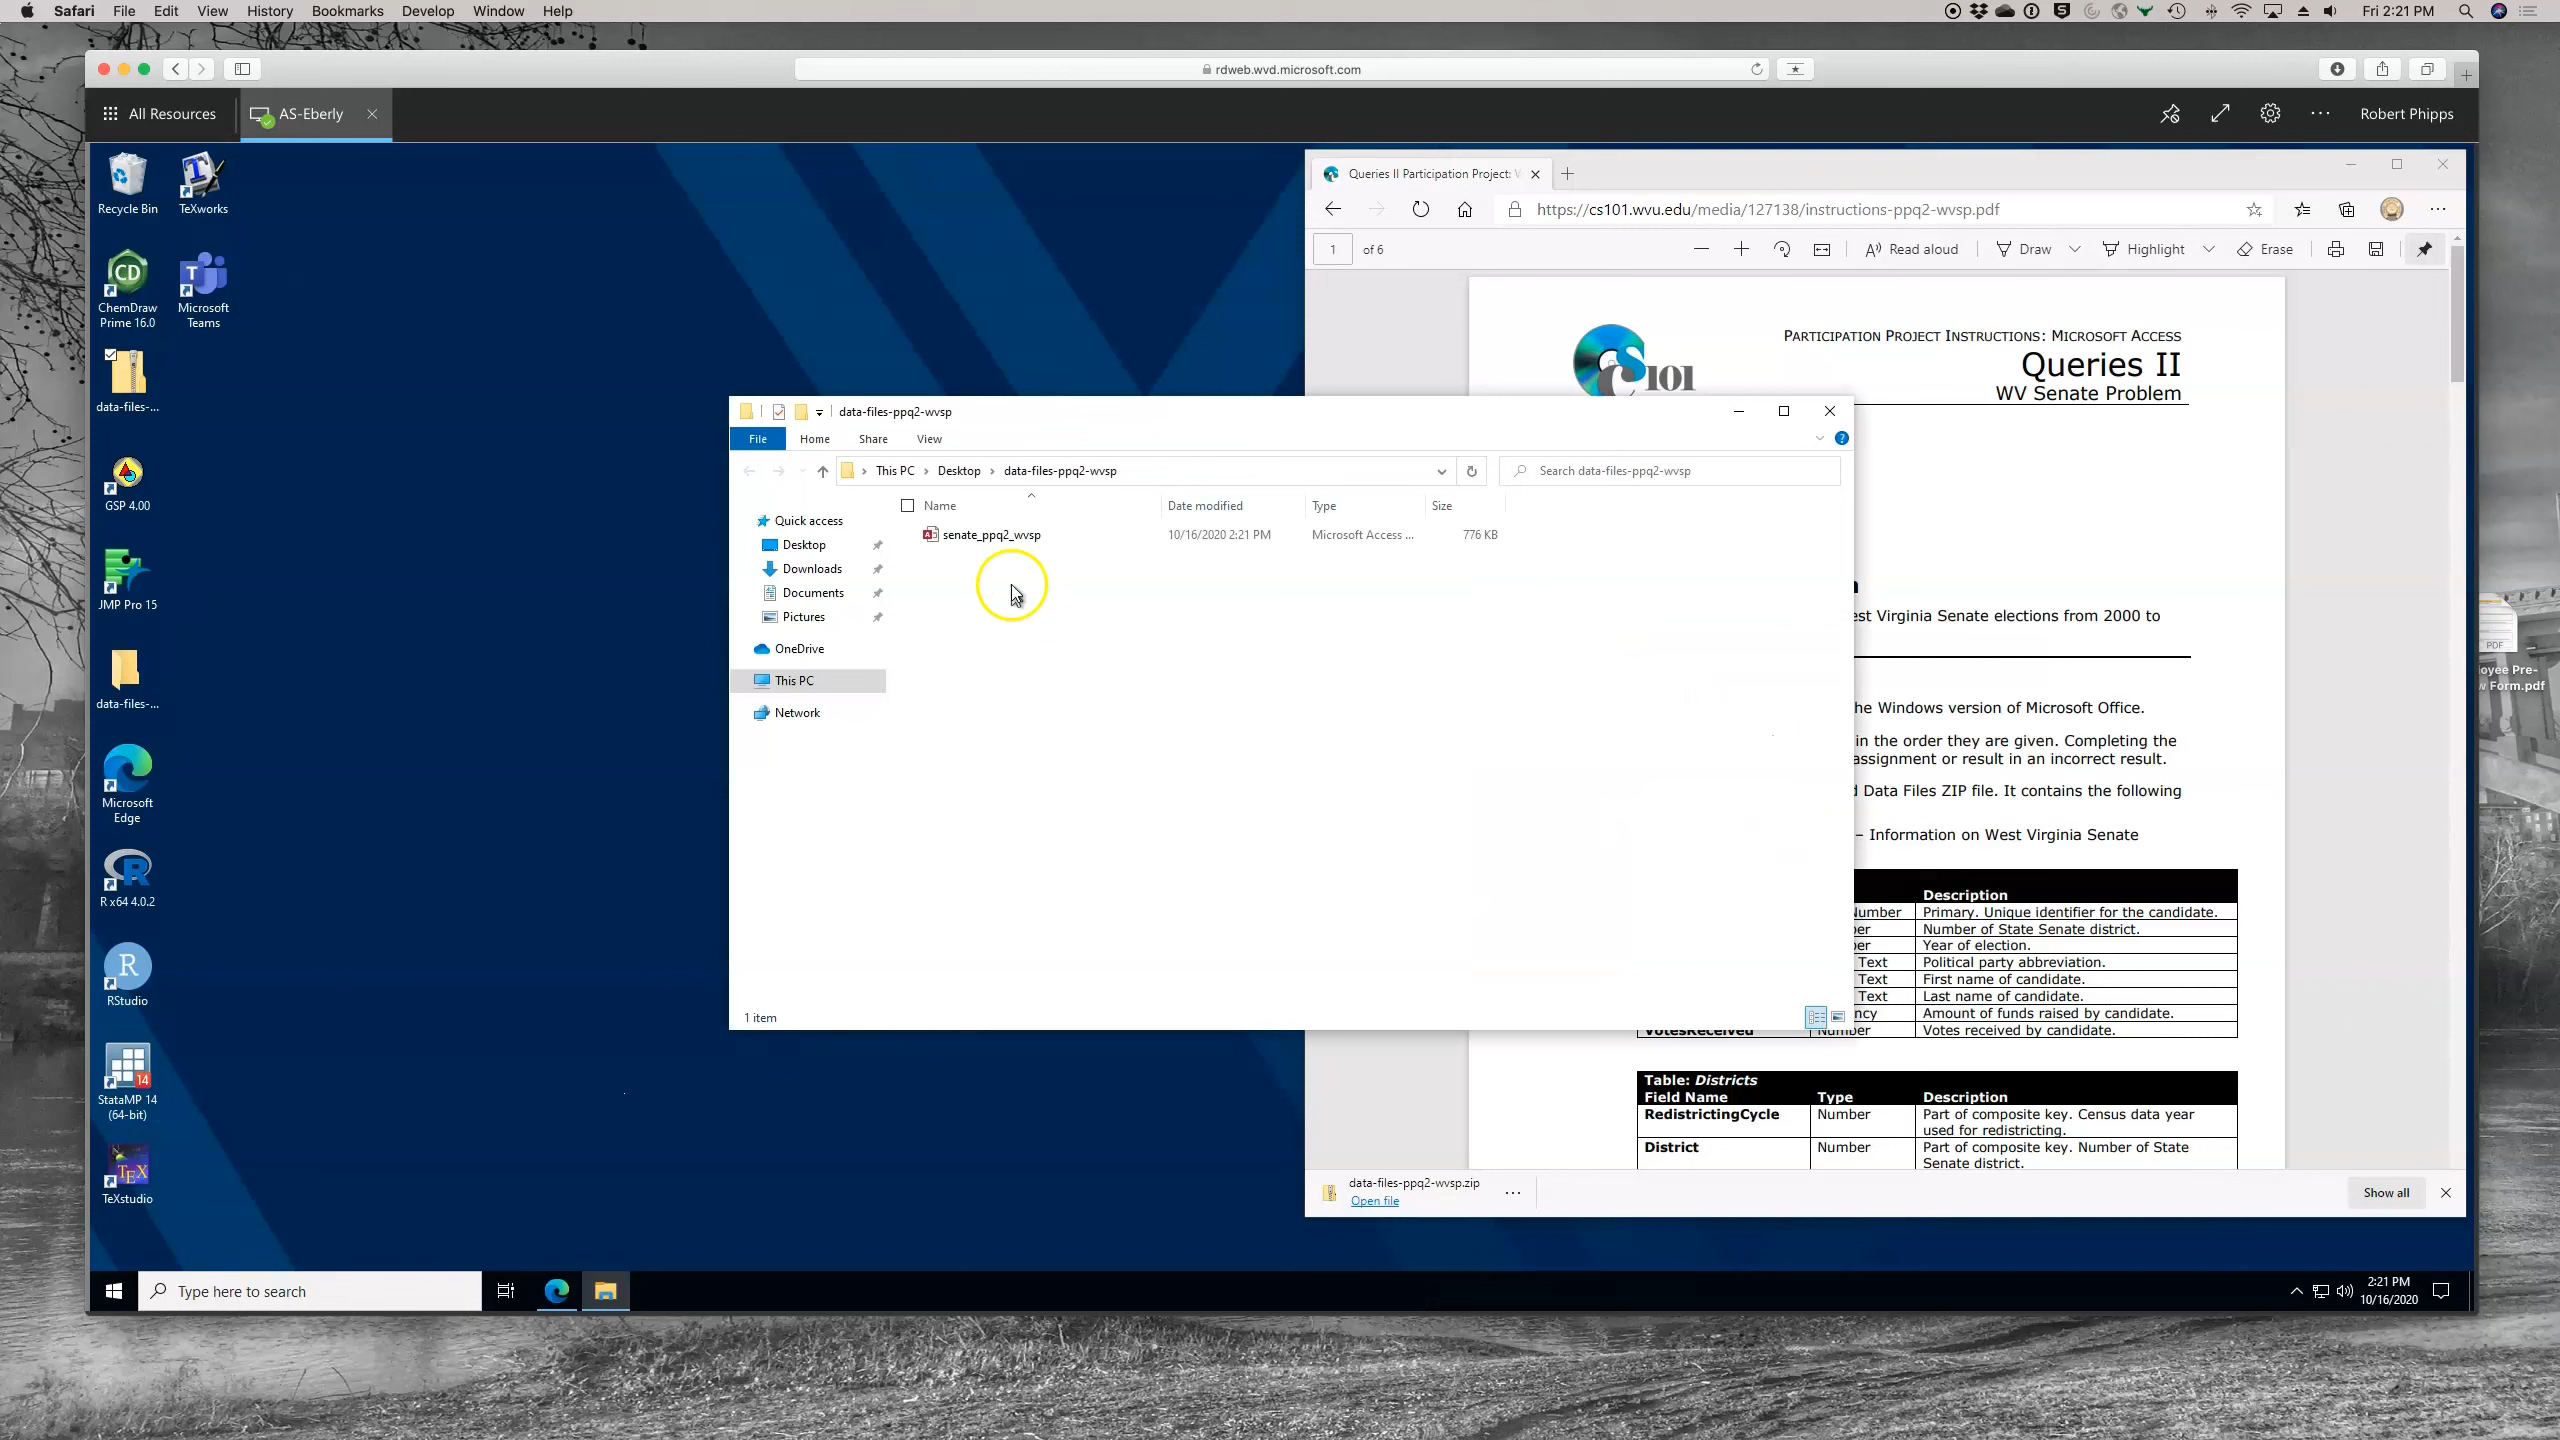 Safari File Edit View History Bookmarks Develop Window Help
Fri 2:21 PM
rdweb.wvd.microsoft.com
All Resources
AS-Eberly
Robert Phipps
Recycle Bin
TeXworks
ChemDraw Prime 16.0
Microsoft Teams
data-files-...
GSP 4.00
JMP Pro 15
data-files-...
Microsoft Edge
R x64 4.0.2
RStudio
14
StataMP 14 (64-bit)
TeXstudio
Queries II Participation Project:
https://cs101.wvu.edu/media/127138/instructions-ppq2-wvsp.pdf
1 of 6
Read aloud
Draw
Highlight
Erase
CS101
PARTICIPATION PROJECT INSTRUCTIONS: MICROSOFT ACCESS
Queries II
WV Senate Problem
est Virginia Senate elections from 2000 to
he Windows version of Microsoft Office.
in the order they are given. Completing the
assignment or result in an incorrect result.
d Data Files ZIP file. It contains the following
– Information on West Virginia Senate
Description
Number Primary. Unique identifier for the candidate.
ber Number of State Senate district.
ber Year of election.
Text Political party abbreviation.
Text First name of candidate.
Text Last name of candidate.
ncy Amount of funds raised by candidate.
VotesReceived Number Votes received by candidate.
Table: Districts
Field Name Type Description
RedistrictingCycle Number Part of composite key. Census data year
used for redistricting.
District Number Part of composite key. Number of State
Senate district.
data-files-ppq2-wvsp.zip
Open file
Show all
data-files-ppq2-wvsp
File Home Share View
This PC Desktop data-files-ppq2-wvsp
Search data-files-ppq2-wvsp
Name Date modified Type Size
senate_ppq2_wvsp 10/16/2020 2:21 PM Microsoft Access ... 776 KB
Quick access
Desktop
Downloads
Documents
Pictures
OneDrive
This PC
Network
1 item
PDF
oyee Pre-
w Form.pdf
Type here to search
2:21 PM
10/16/2020